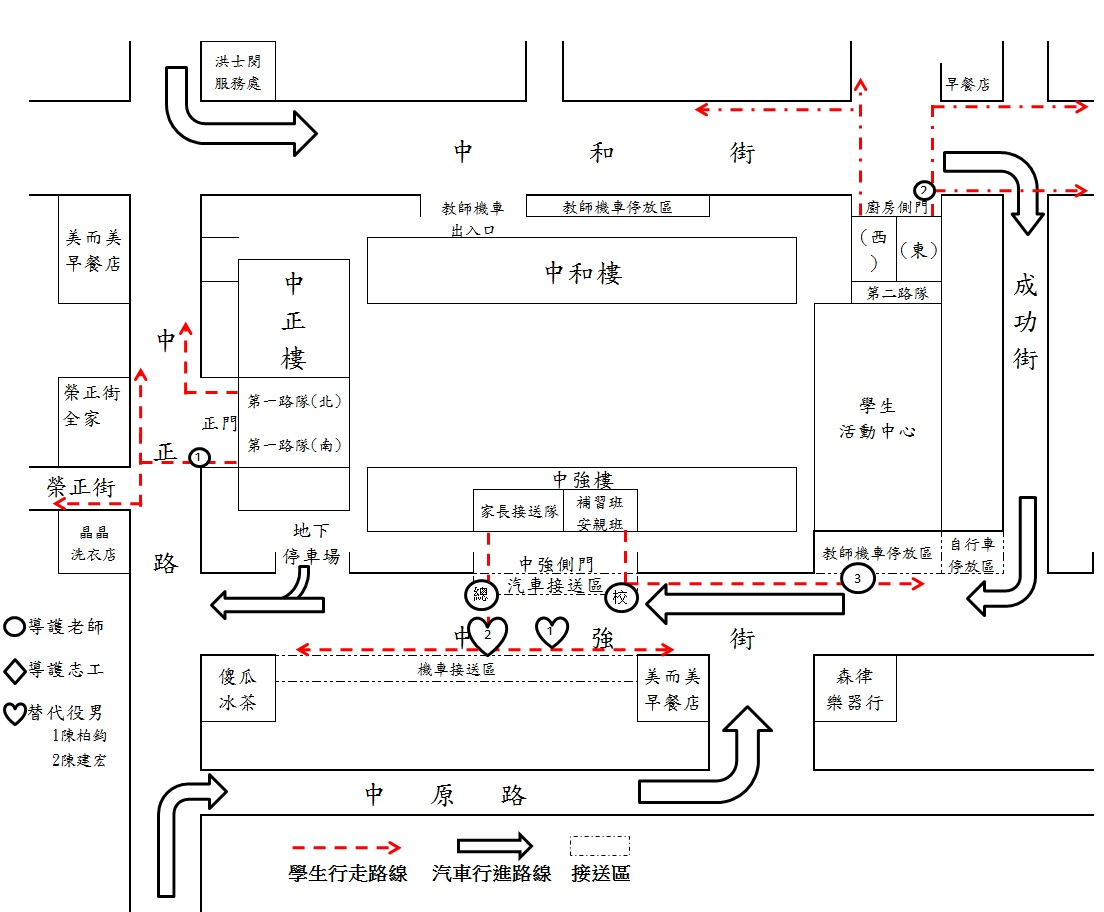 洪士閔
服務處
早餐店
中和街
2
教師機車
出入口
教師機車停放區
廚房側門
美而美
早餐店
中正樓
中和樓
(西)
(東)
第二路隊
成功街
中正路
榮正街
全家
第一路隊(北)
正門
第一路隊(南)
1
學生
活動中心
榮正街
中強樓
家長接送隊
補習班
安親班
晶晶
洗衣店
地下
停車場
中強側門
汽車接送區
教師機車停放區
自行車
停放區
總
校
3
導護老師
2
1
中強街
導護志工
機車接送區
傻瓜
冰茶
美而美
早餐店
森律
樂器行
替代役男
1陳柏鈞
2陳建宏
中原路
學生行走路線
汽車行進路線
接送區